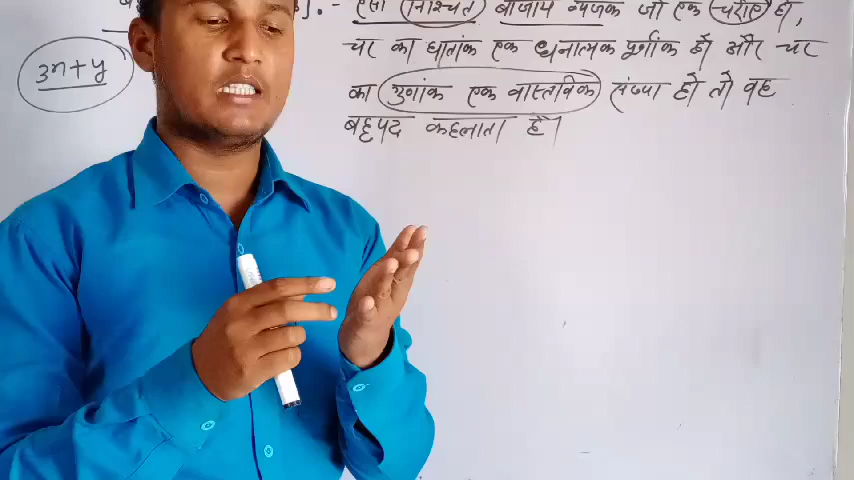 ].- ऐसी निश्चित बीजीय व्यंजक जो एक चरीले हो,
चर का घातांक एक धनात्मक पूर्णांक हो और चर
का गुणांक एक वास्तविक संख्या हो तो वह
बहुपद कहलाता है।
3x+y